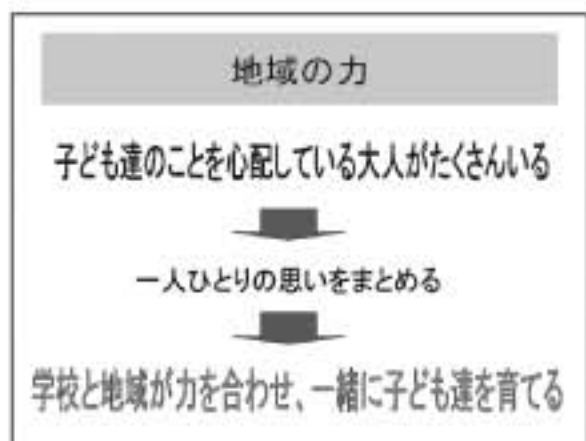 地域の力
子ども達のことを心配している大人がたくさんいる
一人ひとりの思いをまとめる
学校と地域が力を合わせ、一緒に子ども達を育てる